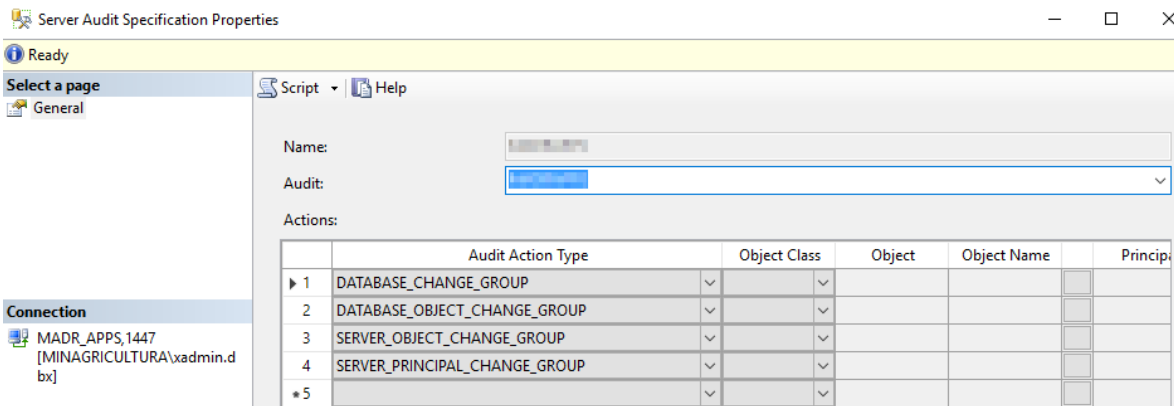 Server Audit Specification Properties
Ready
Select a page
General
Connection
MADR_APPS,1447
[MINAGRICULTURA\xadmin.d
bx]
Script Help
Name:
Audit:
Actions:
Audit Action Type Object Class Object Object Name Principa
1 DATABASE_CHANGE_GROUP
2 DATABASE_OBJECT_CHANGE_GROUP
3 SERVER_OBJECT_CHANGE_GROUP
4 SERVER_PRINCIPAL_CHANGE_GROUP
*5